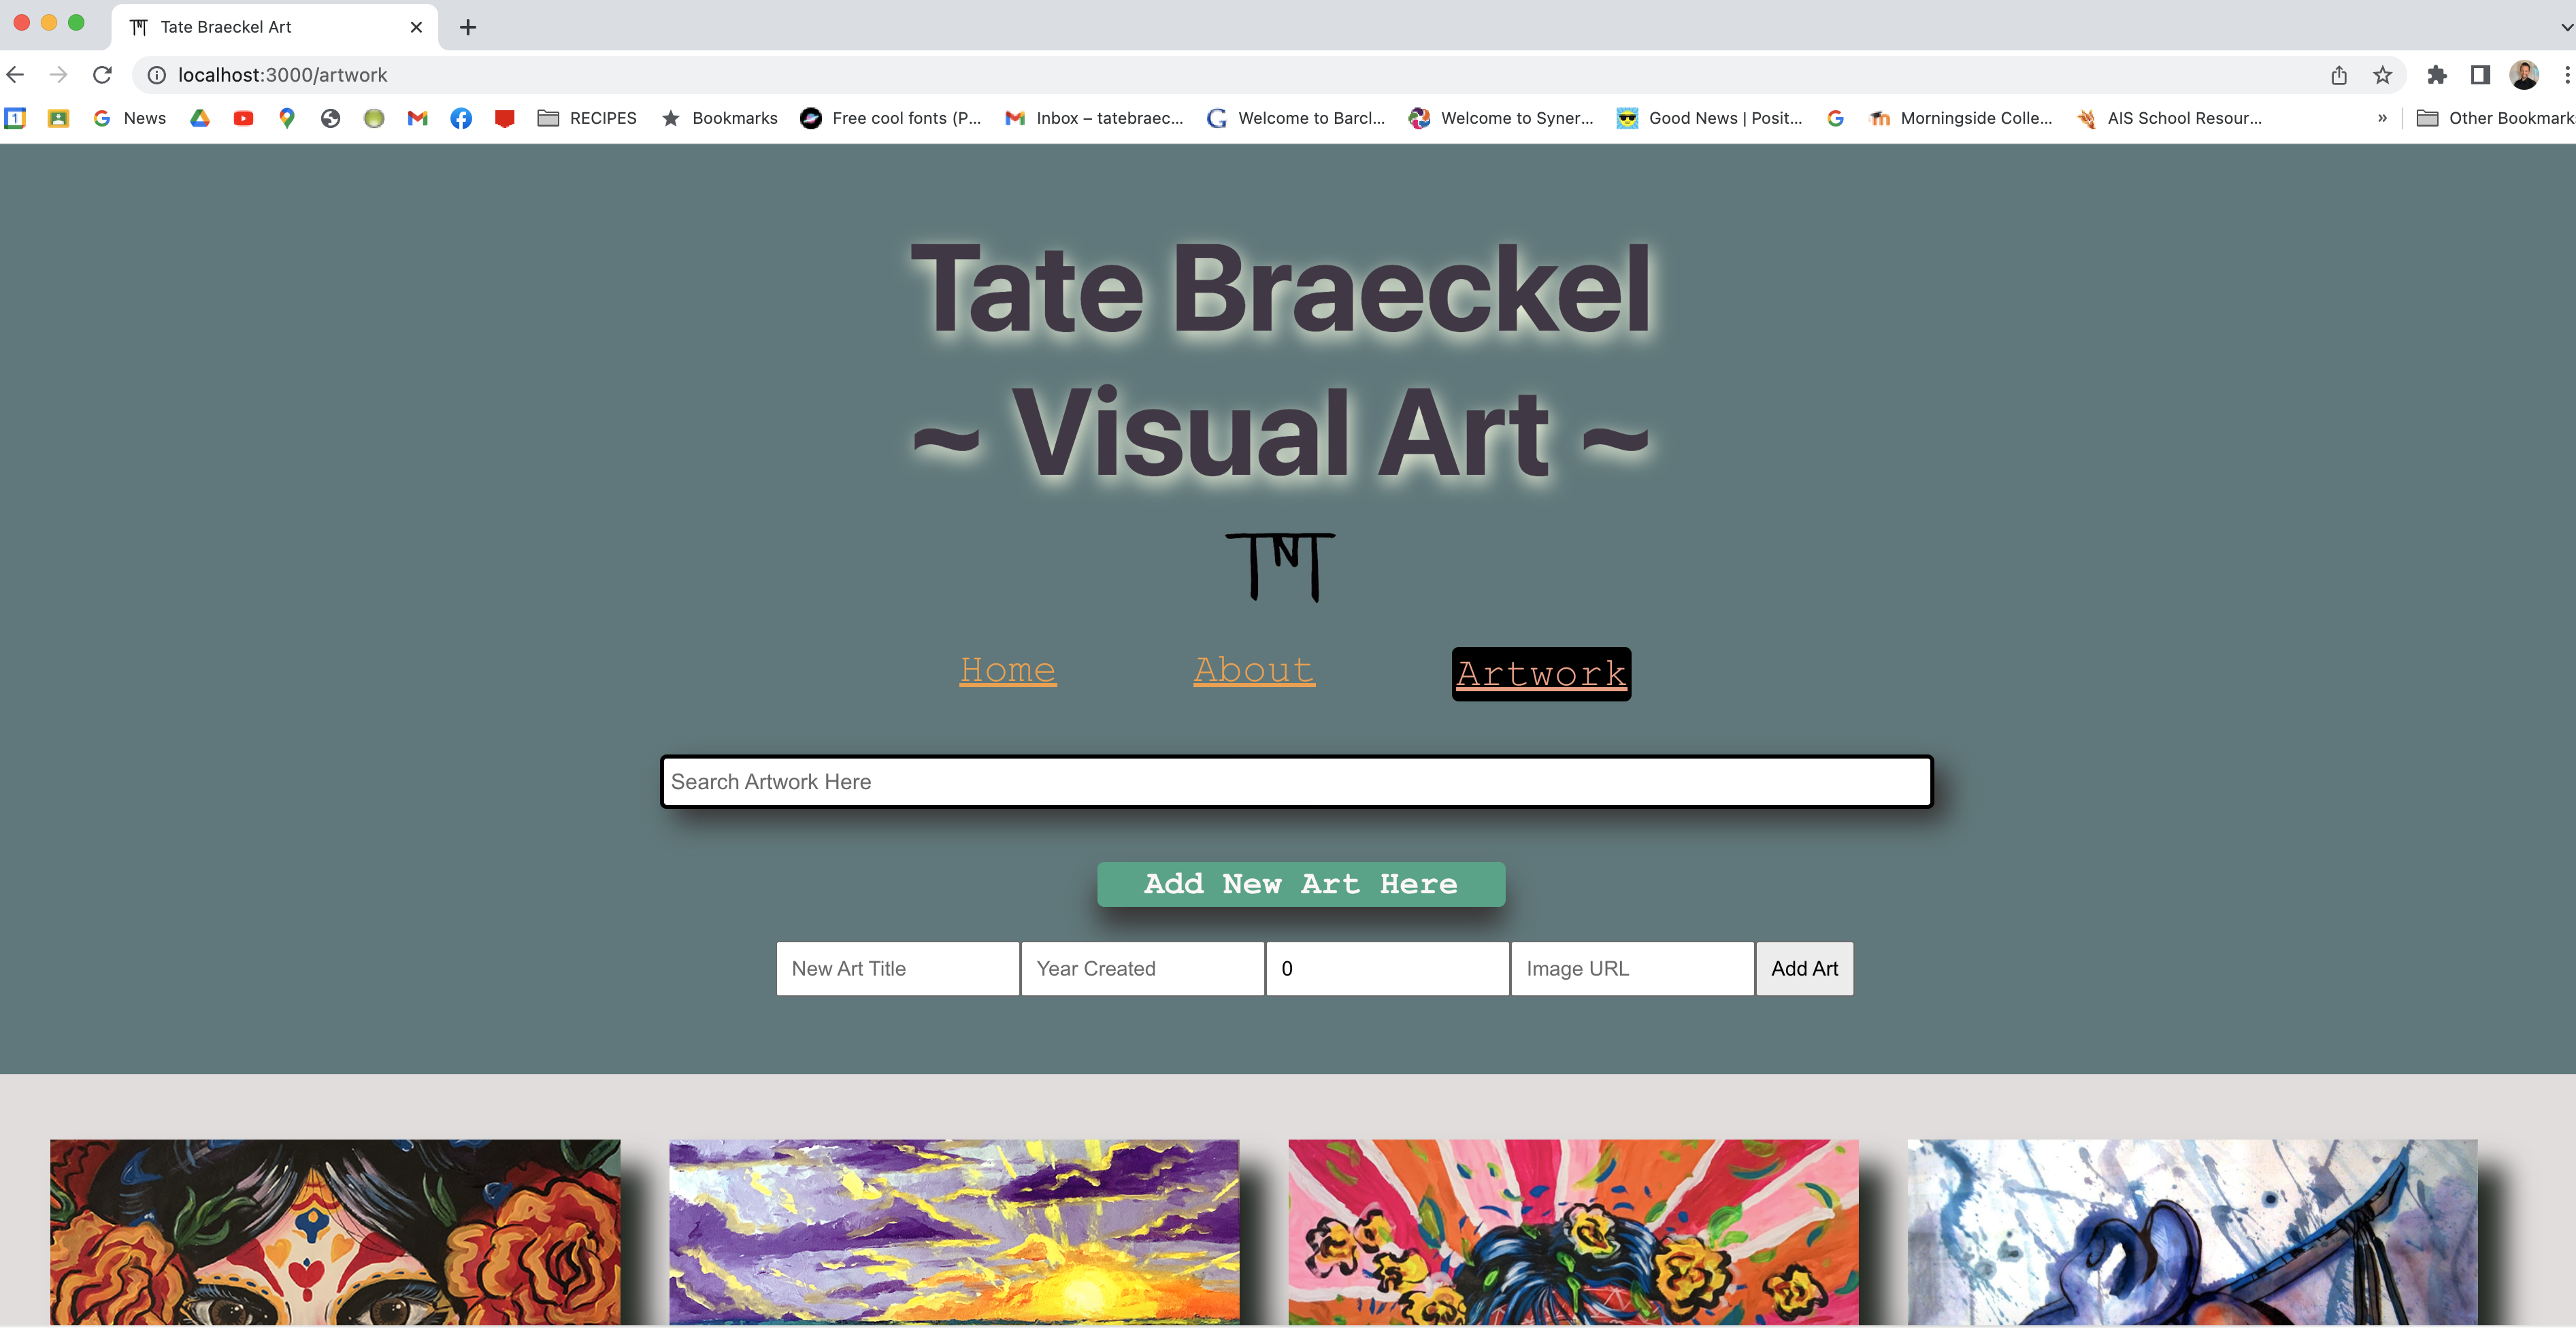 Tate Braeckel Art
localhost:3000/artwork
1 News RECIPES Bookmarks Free cool fonts (P... Inbox – tatebraec... Welcome to Barcl... Welcome to Syner... Good News | Posit... Morningside Colle... AIS School Resour... » Other Bookmark
Tate Braeckel
~ Visual Art ~
TNT
Home About Artwork
Search Artwork Here
Add New Art Here
New Art Title Year Created 0 Image URL Add Art